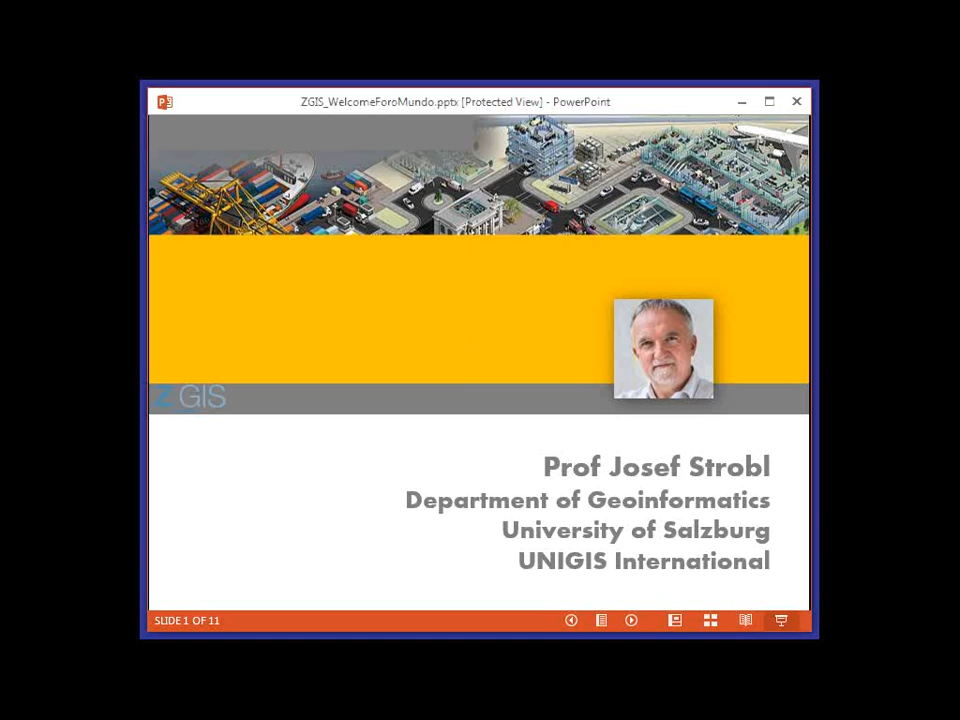 ZGIS_WelcomeForoMundo.pptx [Protected View] - PowerPoint
Z_GIS
Prof Josef Strobl
Department of Geoinformatics
University of Salzburg
UNIGIS International
SLIDE 1 OF 11